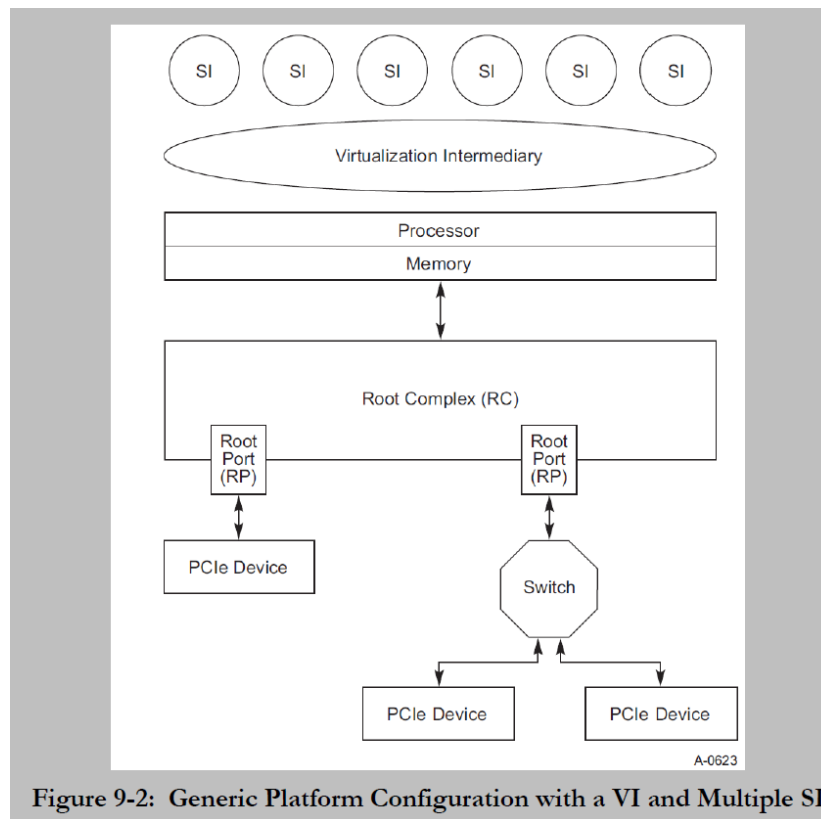 SI SI SI SI SI SI
Virtualization Intermediary
Processor
Memory
Root Complex (RC)
Root
Port
(RP)
Root
Port
(RP)
PCIe Device
Switch
PCIe Device
PCIe Device
A-0623
Figure 9-2: Generic Platform Configuration with a VI and Multiple SI